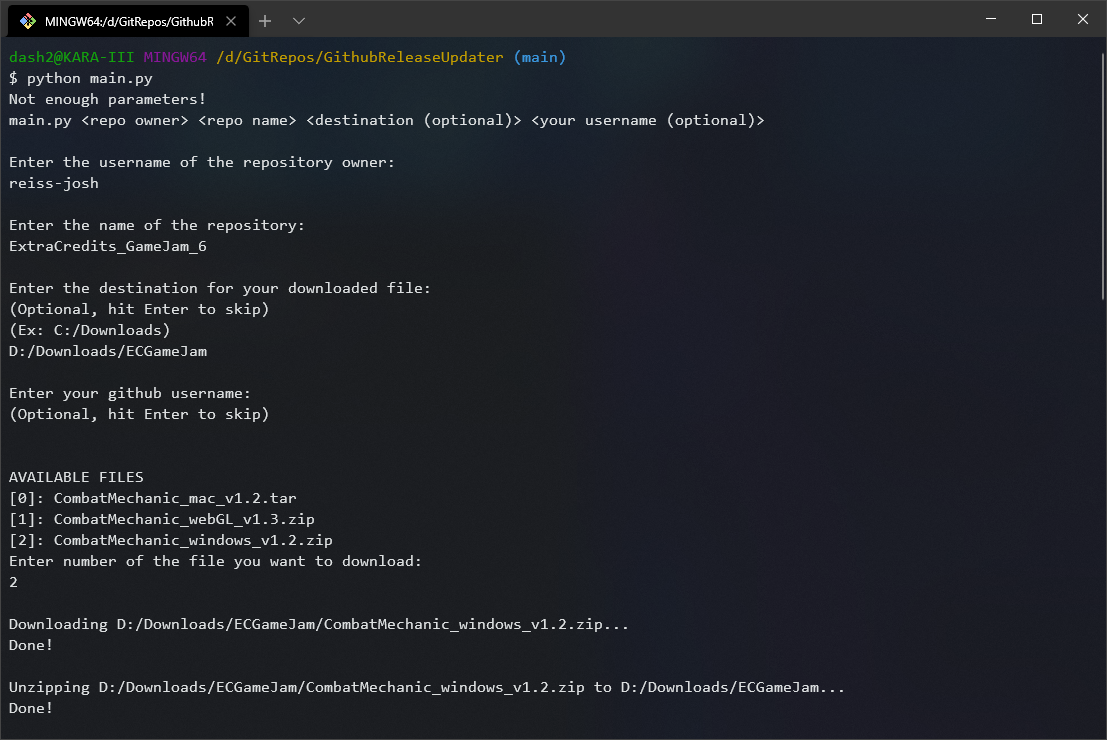 MINGW64:/d/GitRepos/GithubR
dash2@KARA-III MINGW64 /d/GitRepos/GithubReleaseUpdater (main)
$ python main.py
Not enough parameters!
main.py <repo owner> <repo name> <destination (optional)> <your username (optional)>
Enter the username of the repository owner:
reiss-josh
Enter the name of the repository:
ExtraCredits_GameJam_6
Enter the destination for your downloaded file:
(Optional, hit Enter to skip)
(Ex: C:/Downloads)
D:/Downloads/ECGameJam
Enter your github username:
(Optional, hit Enter to skip)
AVAILABLE FILES
[0]: CombatMechanic_mac_v1.2.tar
[1]: CombatMechanic_webGL_v1.3.zip
[2]: CombatMechanic_windows_v1.2.zip
Enter number of the file you want to download:
2
Downloading D:/Downloads/ECGameJam/CombatMechanic_windows_v1.2.zip...
Done!
Unzipping D:/Downloads/ECGameJam/CombatMechanic_windows_v1.2.zip to D:/Downloads/ECGameJam...
Done!